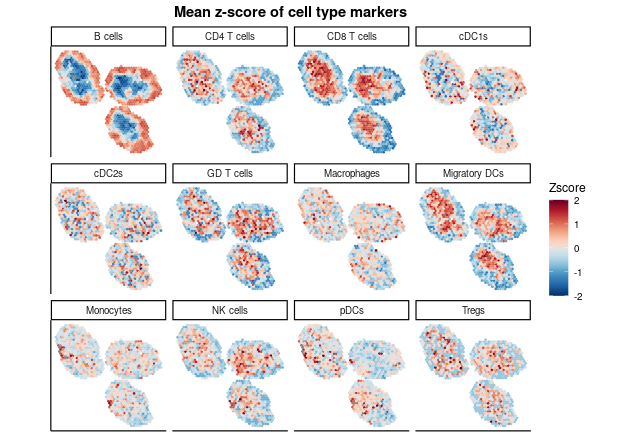 Mean z-score of cell type markers
B cells
CD4 T cells
CD8 T cells
cDC1s
cDC2s
GD T cells
Macrophages
Migratory DCs
Monocytes
NK cells
pDCs
Tregs
Zscore
2
1
0
-1
-2